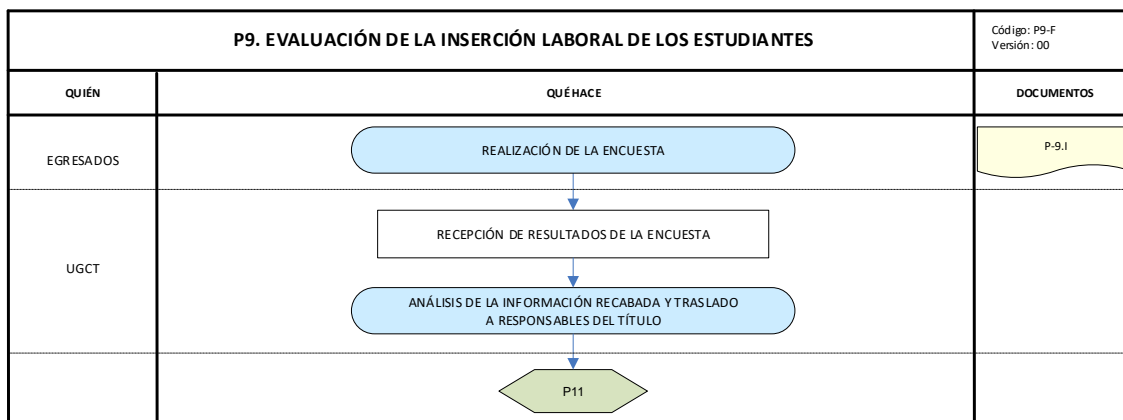 P9. EVALUACIÓN DE LA INSERCIÓN LABORAL DE LOS ESTUDIANTES
Código: P9-F
Versión: 00
QUIÉN
QUÉ HACE
DOCUMENTOS
EGRESADOS
REALIZACIÓN DE LA ENCUESTA
P-9.I
UGCT
RECEPCIÓN DE RESULTADOS DE LA ENCUESTA
ANÁLISIS DE LA INFORMACIÓN RECABADA Y TRASLADO
A RESPONSABLES DEL TÍTULO
P11